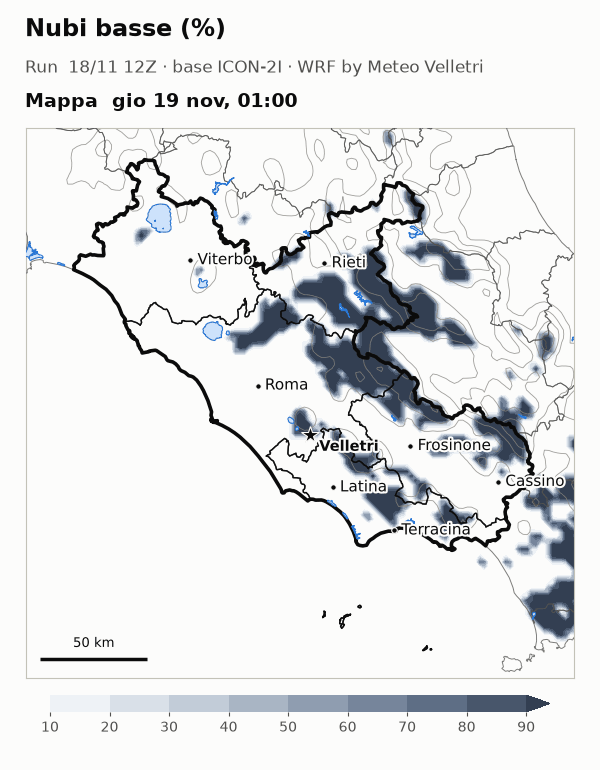 Nubi basse (%)
Run  18/11 12Z · base ICON-2I · WRF by Meteo Velletri
Mappa  gio 19 nov, 01:00
Viterbo
Rieti
Roma
Velletri
Frosinone
Cassino
Latina
Terracina
50 km
10 20 30 40 50 60 70 80 90